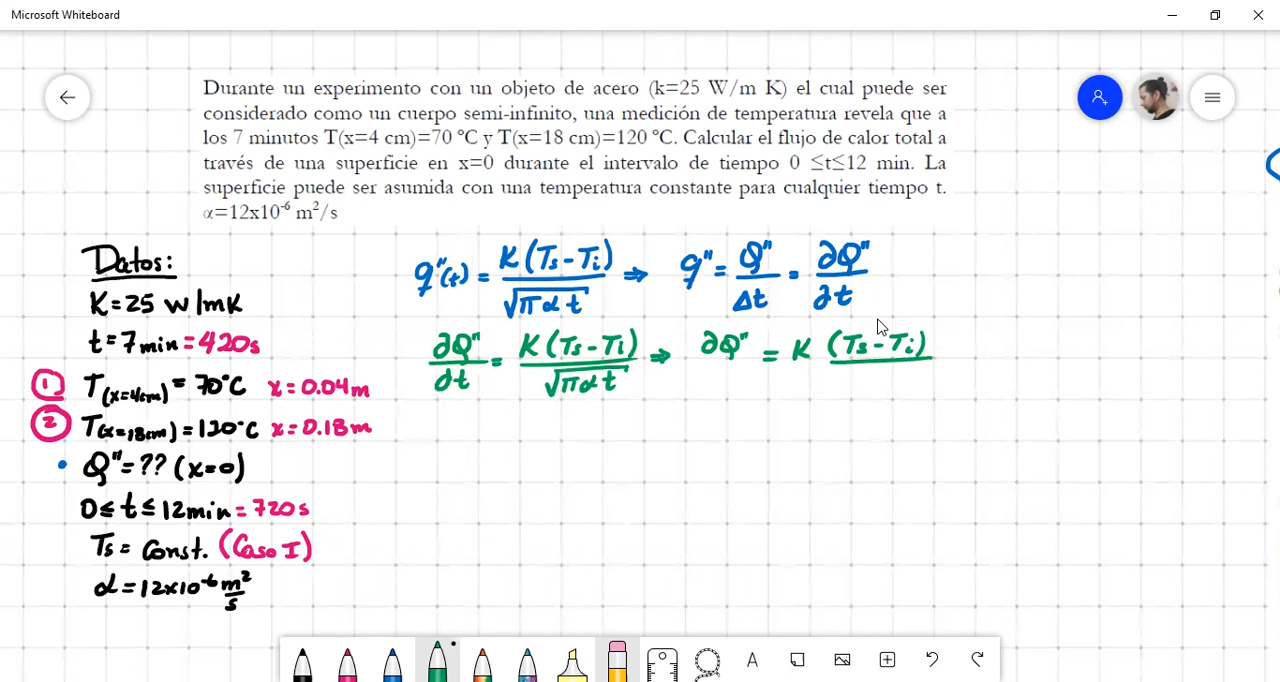 Microsoft Whiteboard
Durante un experimento con un objeto de acero (k=25 W/m K) el cual puede ser
considerado como un cuerpo semi-infinito, una medición de temperatura revela que a
los 7 minutos T(x=4 cm)=70 ºC y T(x=18 cm)=120 ºC. Calcular el flujo de calor total a
través de una superficie en x=0 durante el intervalo de tiempo 0 ≤t≤12 min. La
superficie puede ser asumida con una temperatura constante para cualquier tiempo t.
α=12x10⁻⁶ m²/s
Datos:
K=25 W/mK
t=7min=420s
① T(x=4cm)=70°C x=0.04m
② T(x=18cm)=120°C x=0.18m
• Q"=?? (x=0)
0≤t≤12min=720s
Ts=Const. (Caso I)
α=12x10⁻⁶ m²/s
q"(t) = K(Ts-Ti)/√(παt) ⇒ q" = Q"/Δt = ∂Q"/∂t
∂Q"/∂t = K(Ts-Ti)/√(παt) ⇒ ∂Q" = K (Ts-Ti)
A